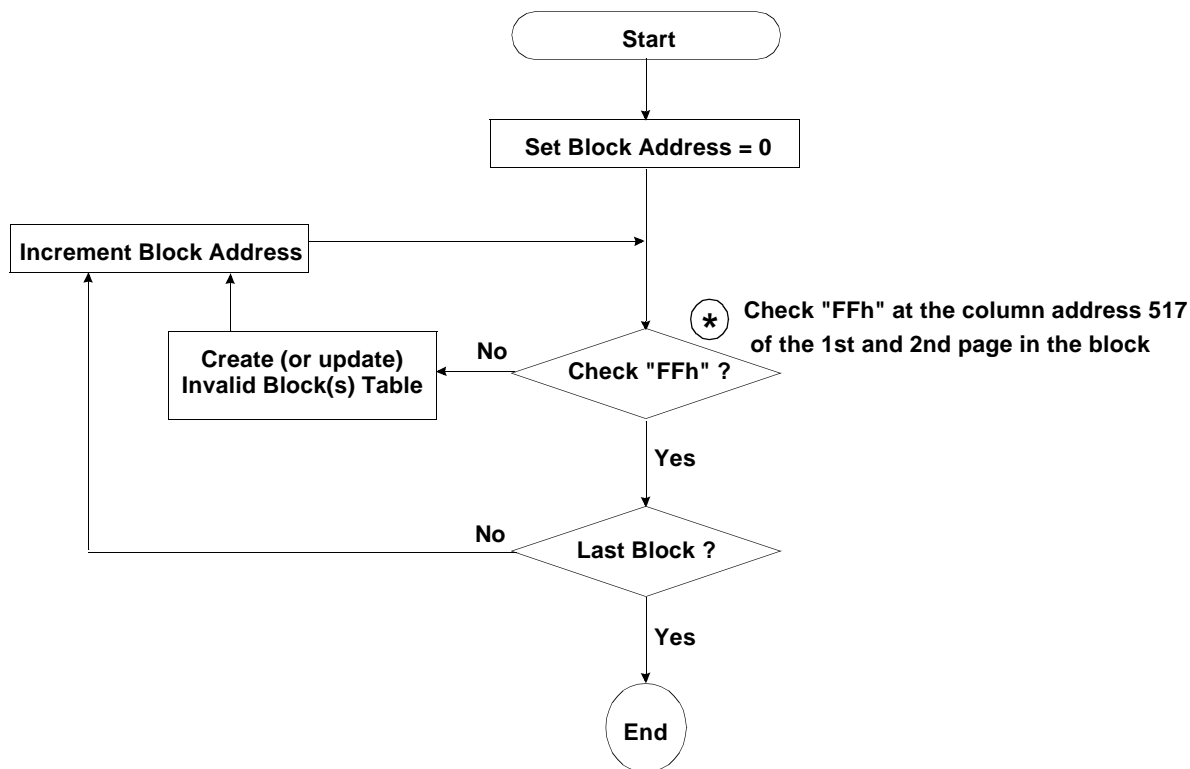 Start
Set Block Address = 0
Increment Block Address
* Check "FFh" at the column address 517
of the 1st and 2nd page in the block
Create (or update)
Invalid Block(s) Table
No
Check "FFh" ?
Yes
No
Last Block ?
Yes
End